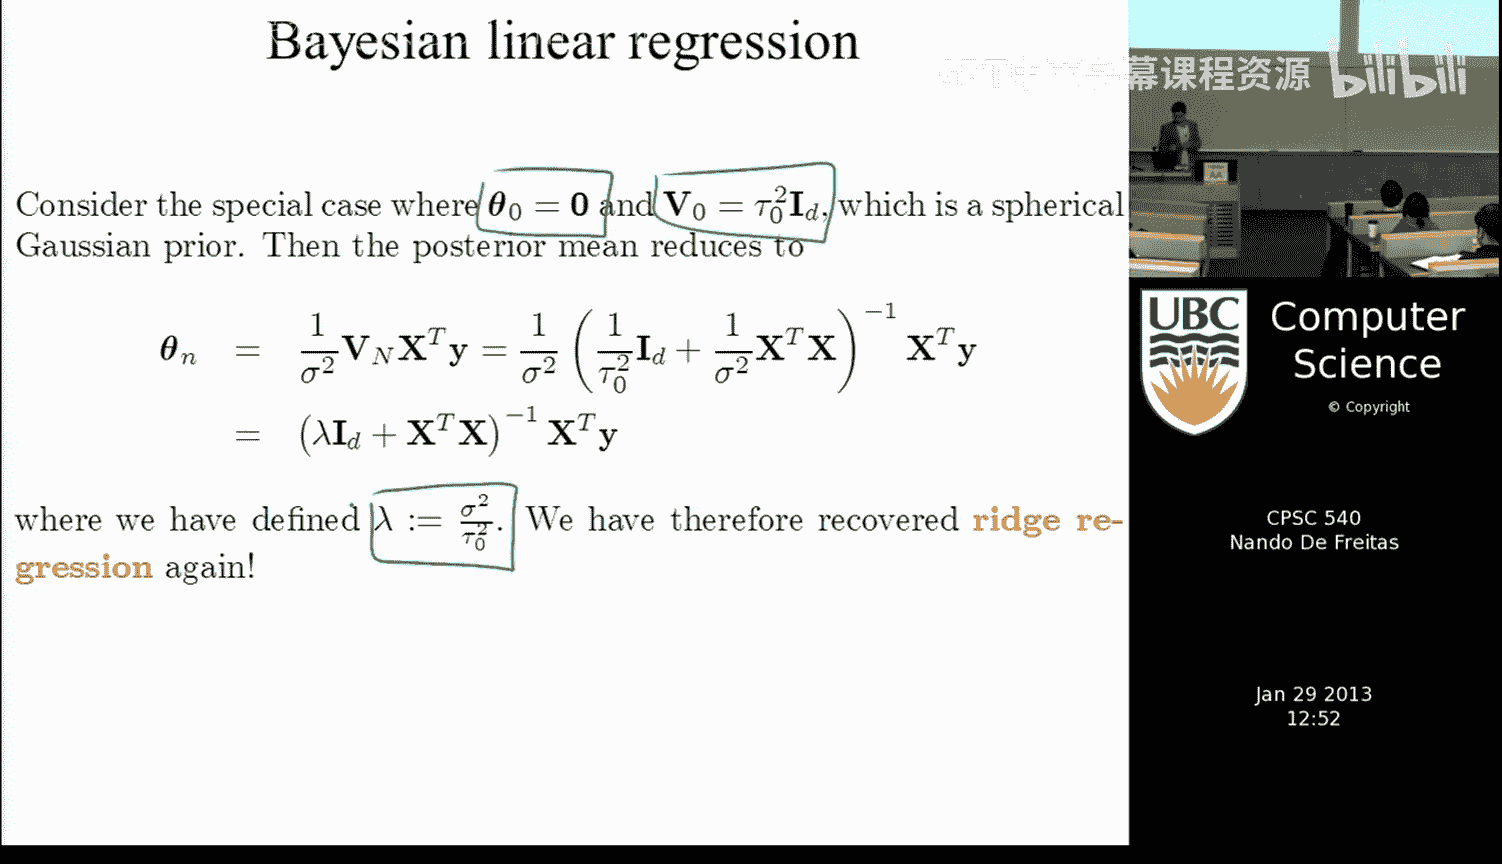 Bayesian linear regression
幕课程资源 bilibili
Consider the special case where θ₀ = 0 and V₀ = τ₀²I_d, which is a spherical
Gaussian prior. Then the posterior mean reduces to
θₙ = 1/σ² V_N Xᵀy = 1/σ² (1/τ₀² I_d + 1/σ² XᵀX)⁻¹ Xᵀy
= (λI_d + XᵀX)⁻¹ Xᵀy
where we have defined λ := σ²/τ₀². We have therefore recovered ridge re-
gression again!
UBC
Computer
Science
© Copyright
CPSC 540
Nando De Freitas
Jan 29 2013
12:52